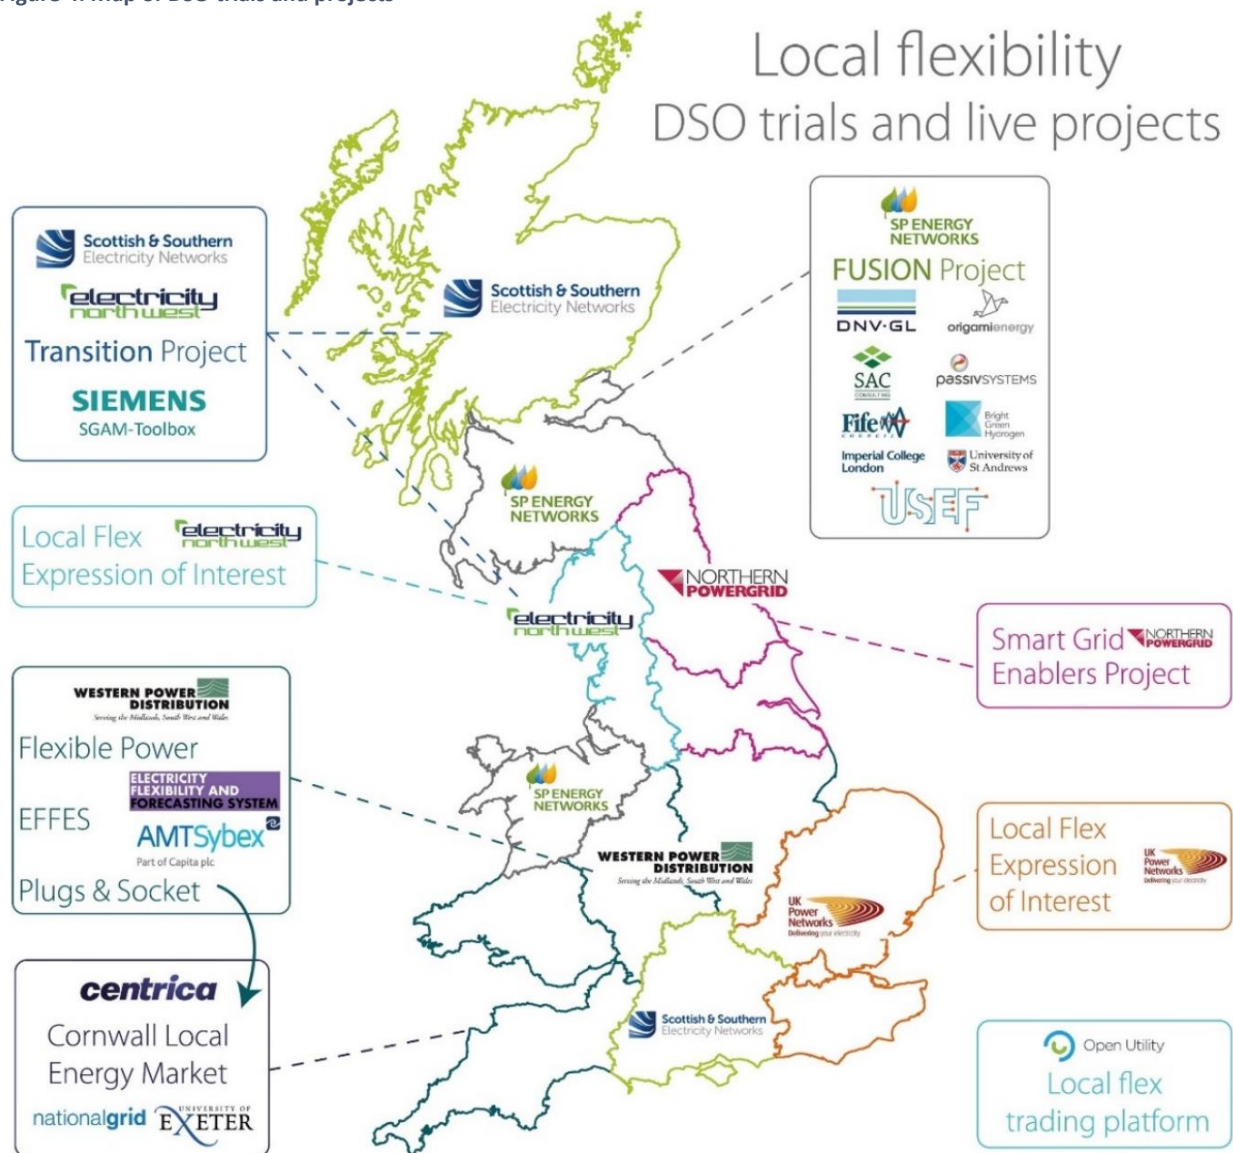 Local flexibility
DSO trials and live projects
Scottish & Southern
Electricity Networks
electricity
north west
Transition Project
SIEMENS
SGAM-Toolbox
Scottish & Southern
Electricity Networks
SP ENERGY
NETWORKS
FUSION Project
DNV·GL
origamienergy
SAC
CONSULTING
PASSIVSYSTEMS
Fife
COUNCIL
Bright
Green
Hydrogen
Imperial College
London
University of
St Andrews
USEF
SP ENERGY
NETWORKS
Local Flex
electricity
north west
Expression of Interest
electricity
north west
NORTHERN
POWERGRID
Smart Grid
NORTHERN
POWERGRID
Enablers Project
WESTERN POWER
DISTRIBUTION
Serving the Midlands, South West and Wales
Flexible Power
ELECTRICITY
FLEXIBILITY AND
FORECASTING SYSTEM
EFFES
AMTSybex
Part of Capita plc
Plugs & Socket
SP ENERGY
NETWORKS
WESTERN POWER
DISTRIBUTION
Serving the Midlands, South West and Wales
UK
Power
Networks
Delivering your electricity
Local Flex
Expression
of Interest
UK
Power
Networks
Delivering your electricity
centrica
Cornwall Local
Energy Market
nationalgrid
UNIVERSITY OF
EXETER
Scottish & Southern
Electricity Networks
Open Utility
Local flex
trading platform